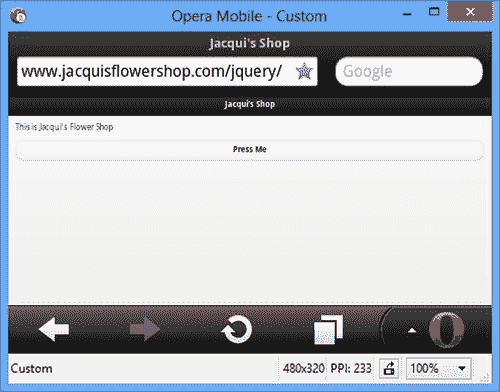 Opera Mobile - Custom
Jacqui's Shop
www.jacquisflowershop.com/jquery/ Google
Jacqui's Shop
This is Jacqui's Flower Shop
Press Me
Custom 480x320 PPI: 233 100%